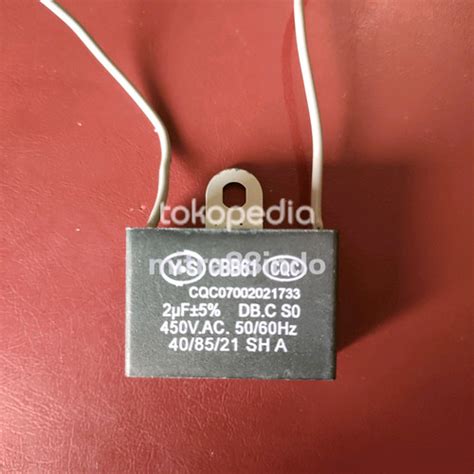 tokopedia
Y-S CBB61 CQC
CQC07002021733
2µF±5% DB.C S0
450V.AC. 50/60Hz
40/85/21 SH A